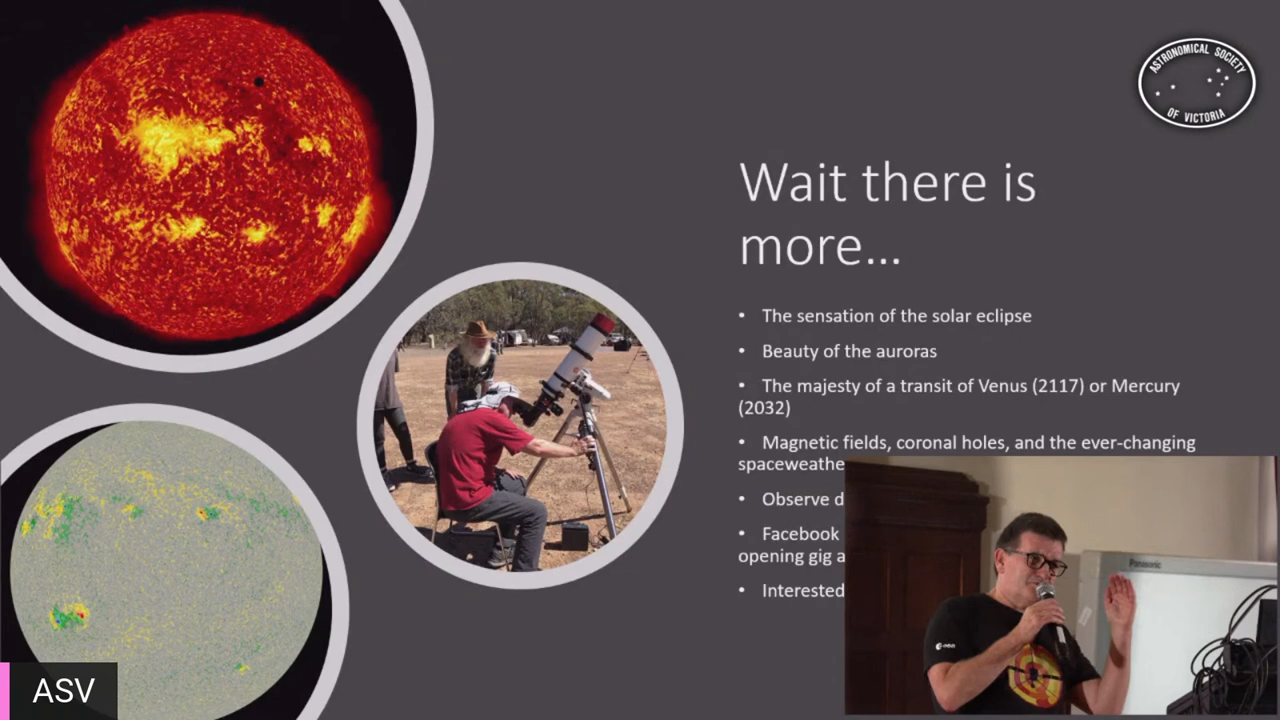 ASTRONOMICAL SOCIETY
OF VICTORIA
Wait there is
more...
• The sensation of the solar eclipse
• Beauty of the auroras
• The majesty of a transit of Venus (2117) or Mercury
(2032)
• Magnetic fields, coronal holes, and the ever-changing
spaceweathe
• Observe d
• Facebook
opening gig a
• Interested
Panasonic
ASV